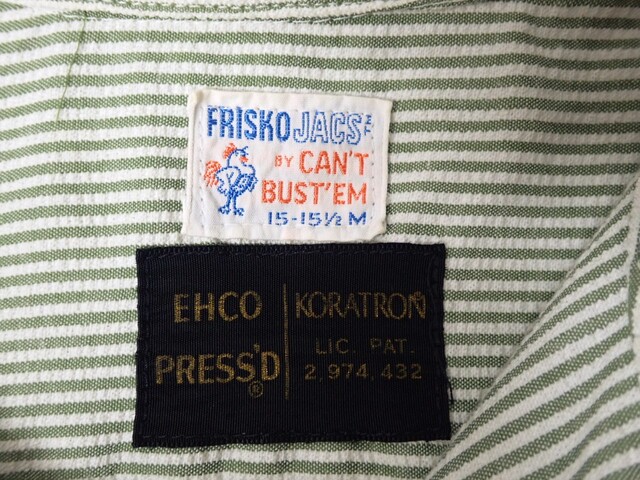 FRISKO JACS
BY CAN'T
BUST'EM
15-15½ M
EHCO
PRESS'D®
KORATRON
LIC. PAT.
2,974,432